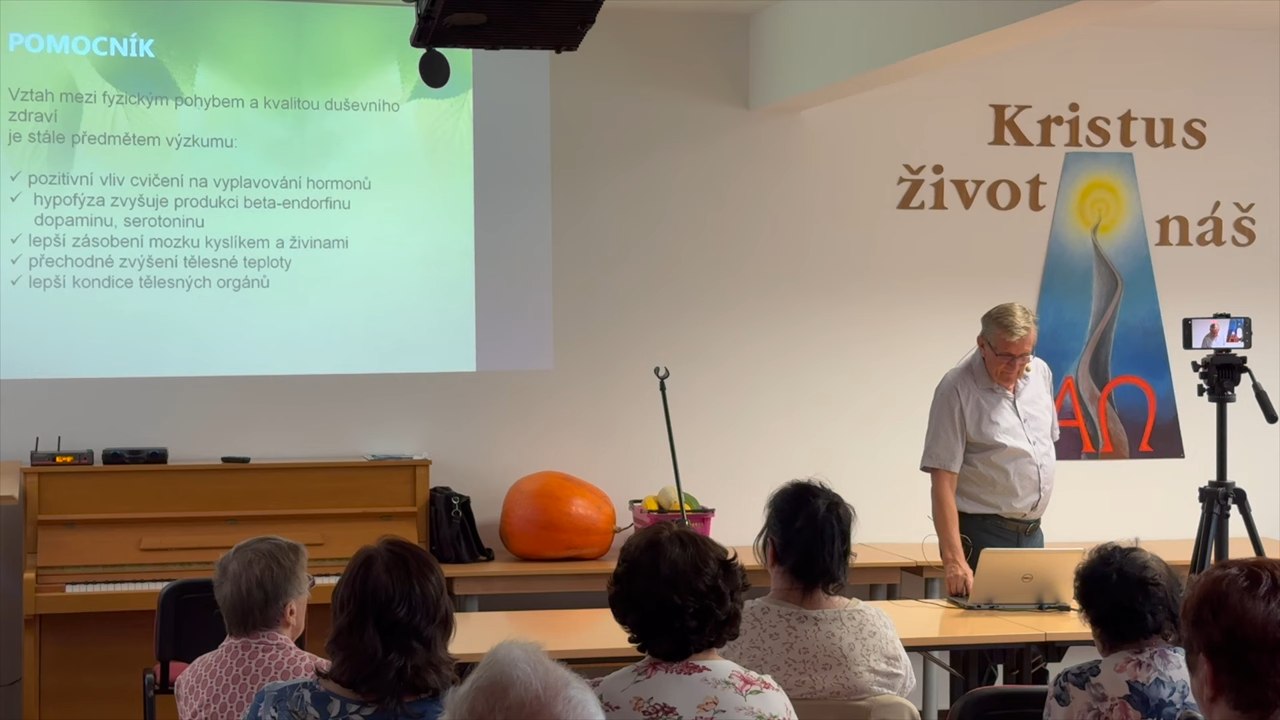 POMOCNÍK
Vztah mezi fyzickým pohybem a kvalitou duševního
zdraví
je stále předmětem výzkumu:
✓ pozitivní vliv cvičení na vyplavování hormonů
✓ hypofýza zvyšuje produkci beta-endorfinu
dopaminu, serotoninu
✓ lepší zásobení mozku kyslíkem a živinami
✓ přechodné zvýšení tělesné teploty
✓ lepší kondice tělesných orgánů
Kristus
život
náš
ΑΩ
DELL